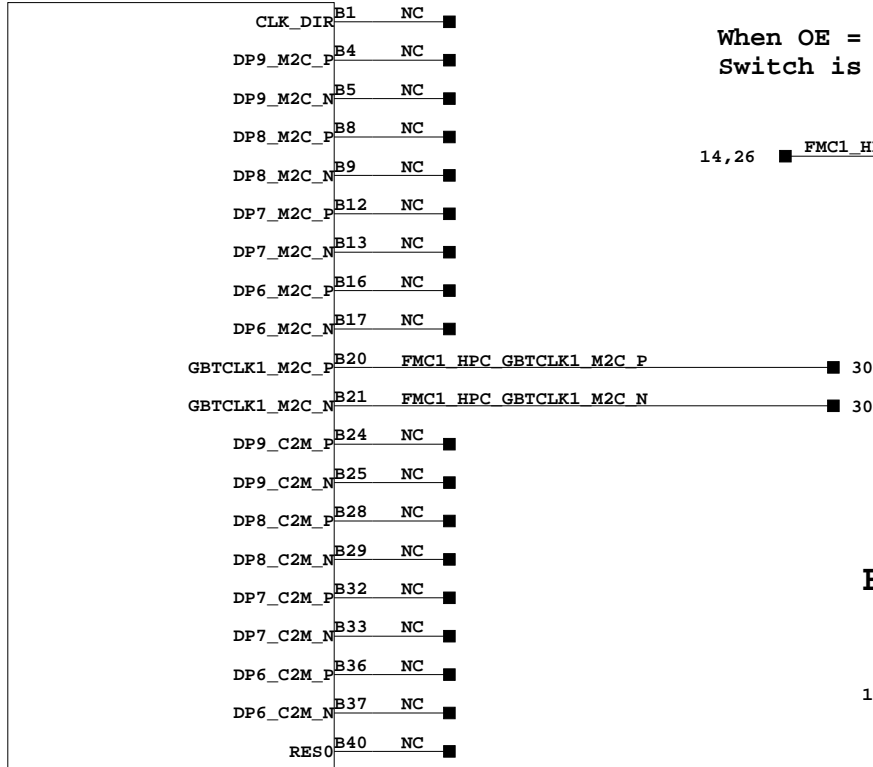 CLK_DIR B1 NC
When OE =
DP9_M2C_P B4 NC
Switch is
DP9_M2C_N B5 NC
DP8_M2C_P B8 NC
14,26 FMC1_H
DP8_M2C_N B9 NC
DP7_M2C_P B12 NC
DP7_M2C_N B13 NC
DP6_M2C_P B16 NC
DP6_M2C_N B17 NC
GBTCLK1_M2C_P B20 FMC1_HPC_GBTCLK1_M2C_P 30
GBTCLK1_M2C_N B21 FMC1_HPC_GBTCLK1_M2C_N 30
DP9_C2M_P B24 NC
DP9_C2M_N B25 NC
DP8_C2M_P B28 NC
DP8_C2M_N B29 NC
DP7_C2M_P B32 NC
DP7_C2M_N B33 NC
DP6_C2M_P B36 NC
1
DP6_C2M_N B37 NC
RES0 B40 NC